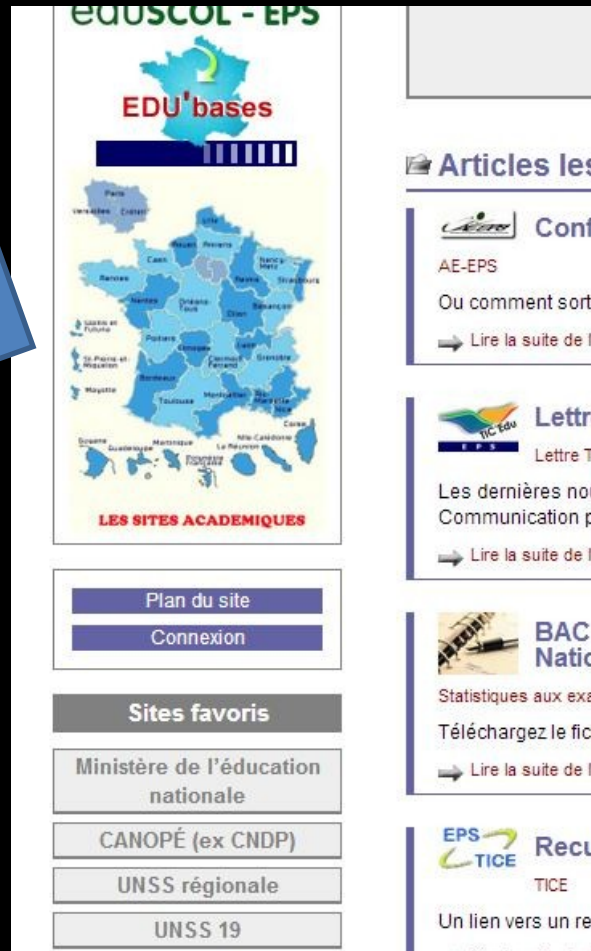 eduSCOL - EPS
EDU'bases
Paris
Versailles Créteil
Lille
Rouen Amiens
Caen
Nancy-Metz
Reims Strasbourg
Rennes
Nantes
Orléans-Tours
Besançon
Dijon
Wallis et Futuna
Poitiers
Limoges
Clermont-Ferrand
Lyon
Grenoble
St-Pierre-et-Miquelon
Bordeaux
Mayotte
Toulouse
Montpellier
Aix-Marseille
Nice
Corse
Guyane
Guadeloupe
Martinique
La Réunion
Nlle-Calédonie
Polynésie Française
LES SITES ACADEMIQUES
Plan du site
Connexion
Sites favoris
Ministère de l'éducation
nationale
CANOPÉ (ex CNDP)
UNSS régionale
UNSS 19
Articles les
Conf
AE-EPS
Ou comment sort
Lire la suite de l
TIC Edu
EPS
Lettr
Lettre T
Les dernières nou
Communication p
Lire la suite de l
BAC
Natio
Statistiques aux exa
Téléchargez le fic
Lire la suite de l
EPS
TICE
Recu
TICE
Un lien vers un re